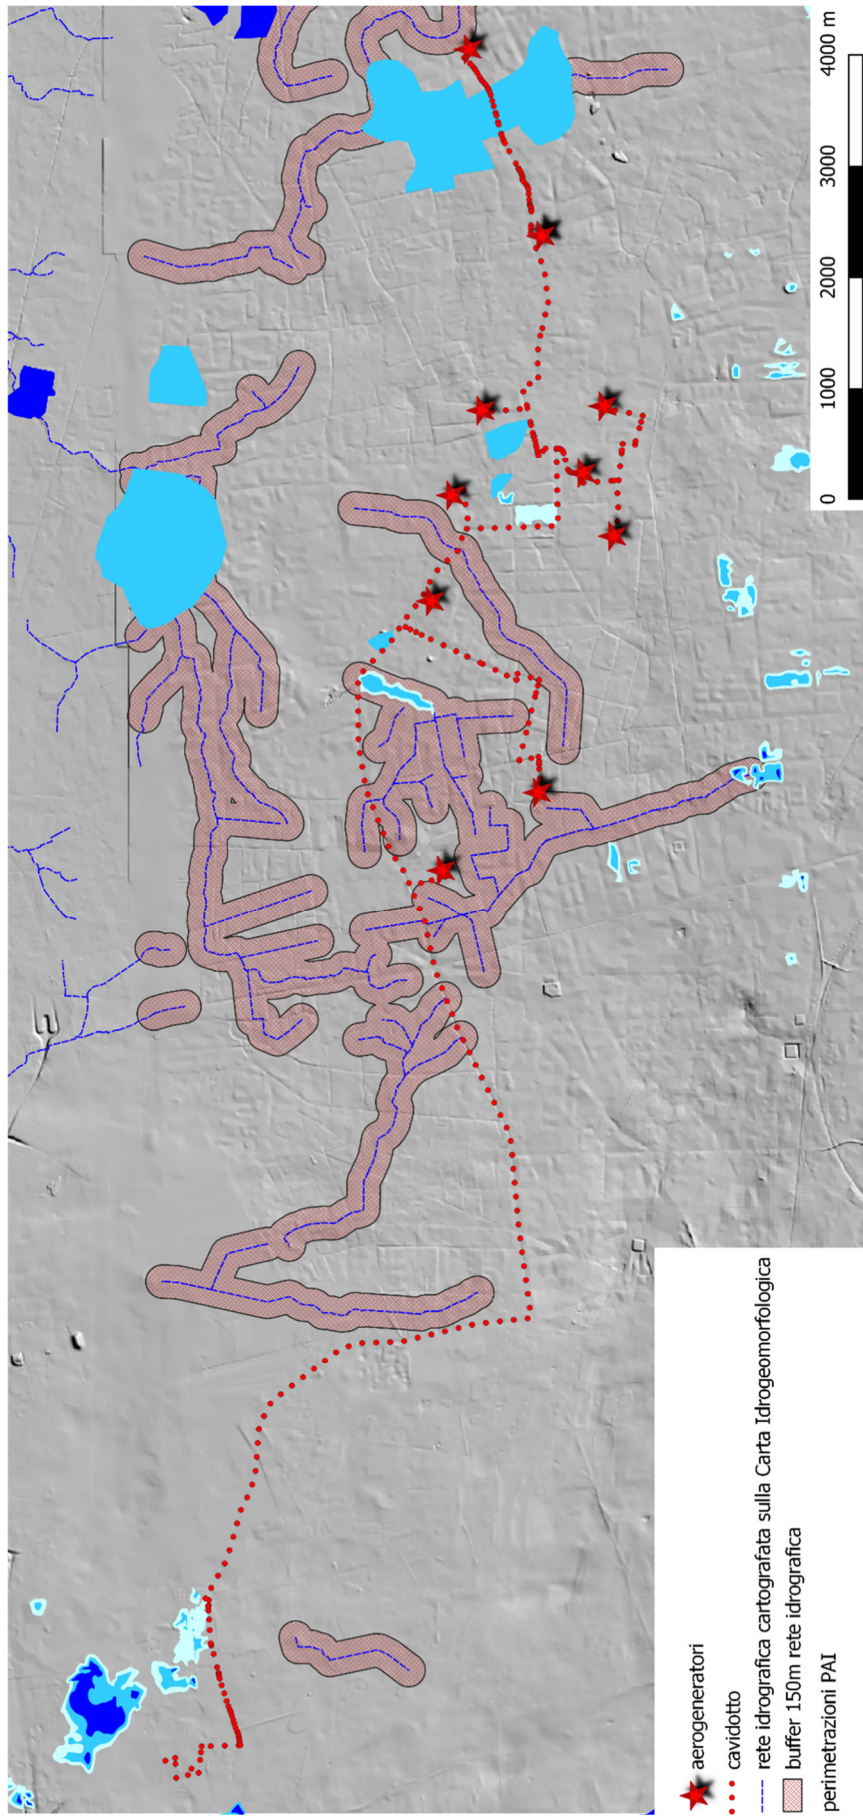 aerogeneratori
cavidotto
rete idrografica cartografata sulla Carta Idrogeomorfologica
buffer 150m rete idrografica
perimetrazioni PAI
0 1000 2000 3000 4000 m